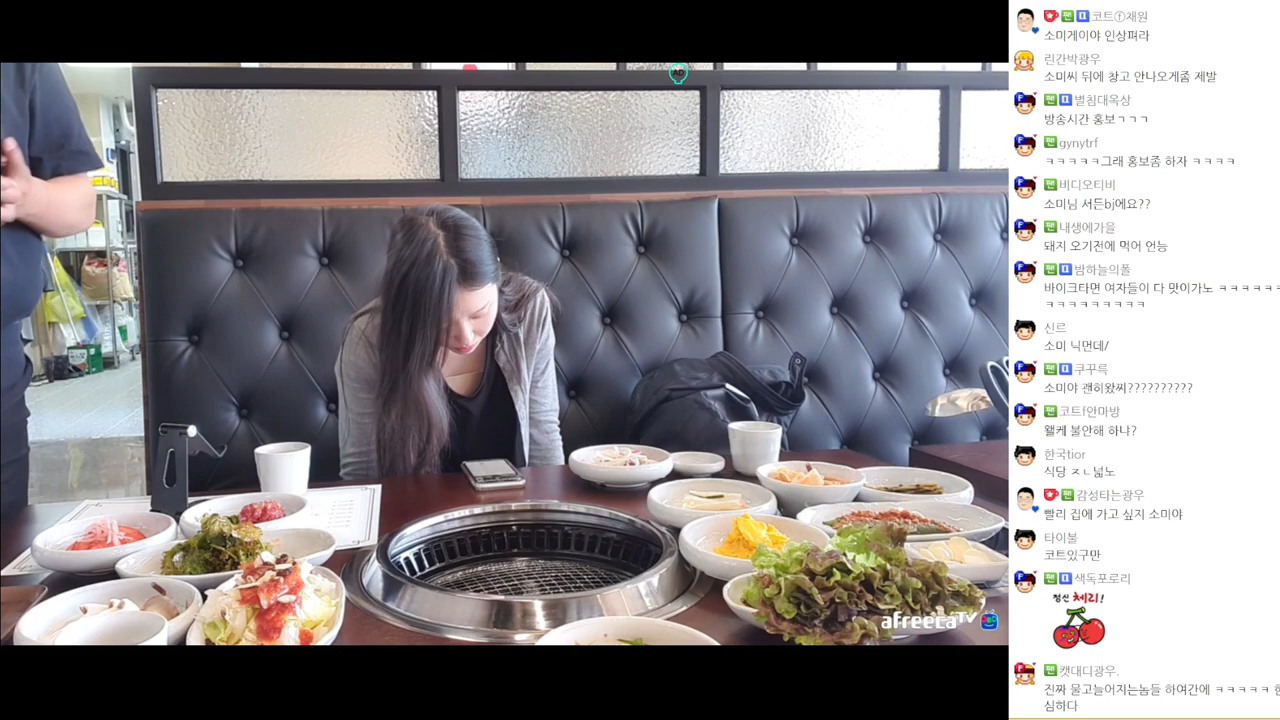 AD
afreecaTV
코트ⓕ채원
소미게이야 인상펴라
린간박광우
소미씨 뒤에 창고 안나오게좀 제발
별침대옥상
방송시간 홍보ㄱㄱㄱ
gynytrf
ㅋㅋㅋㅋㅋ그래 홍보좀 하자 ㅋㅋㅋㅋ
비디오티비
소미님 서든bj에요??
내생에가을
돼지 오기전에 먹어 언능
밤하늘의폴
바이크타면 여자들이 다 맛이가노 ㅋㅋㅋㅋㅋㅋ
ㅋㅋㅋㅋㅋㅋㅋㅋㅋ
신르
소미 닉먼데/
쿠꾸륵
소미야 괜히왔찌??????????
코트f안마방
왤케 불안해 하냐?
한국tior
식당 ㅈㄴ넓노
감성타는광우
빨리 집에 가고 싶지 소미야
타이불
코트있구만
색독포로리
정신 체리!
캣대디광우.
진짜 물고늘어지는놈들 하여간에 ㅋㅋㅋㅋㅋ 한
심하다